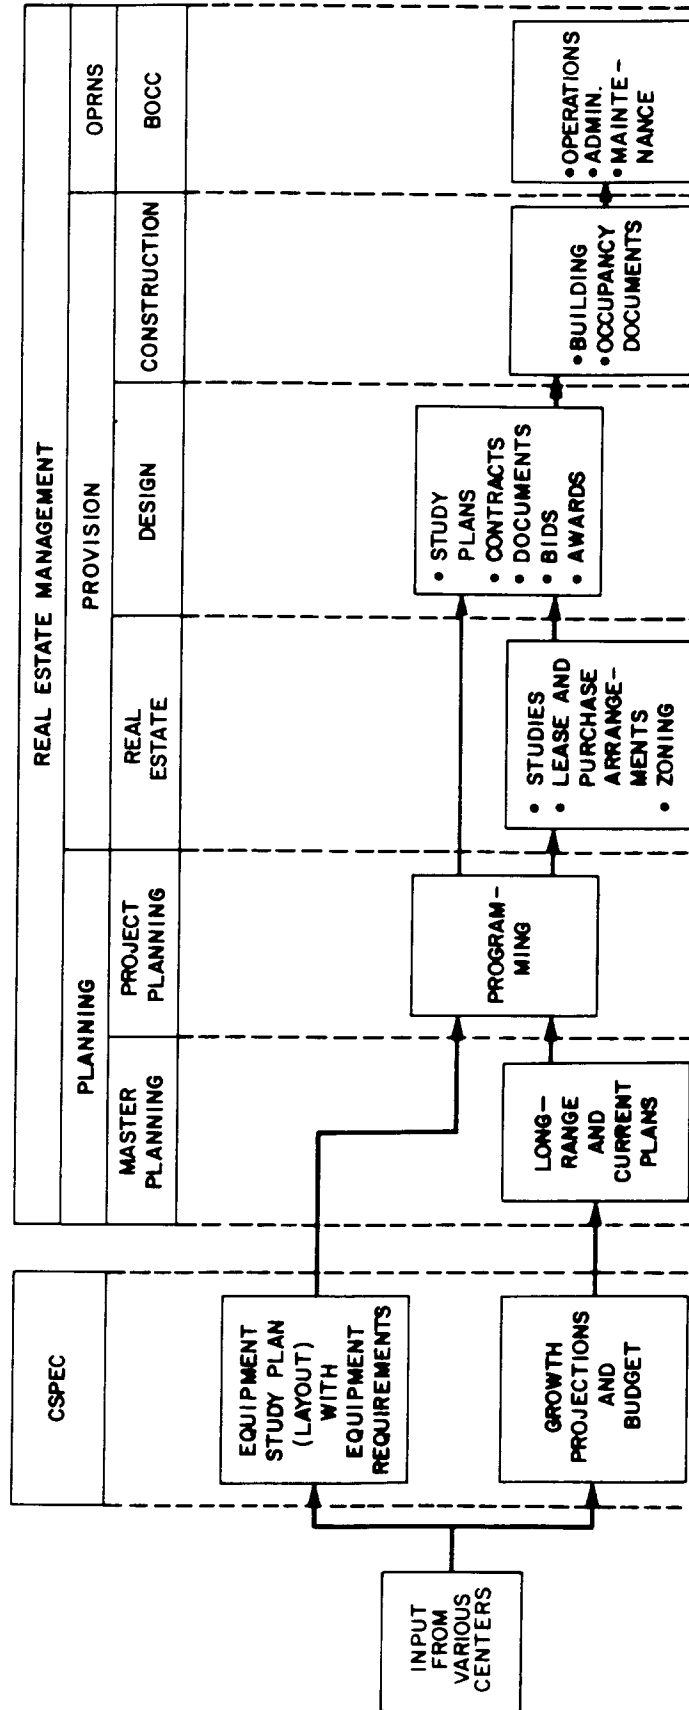 CSPEC
REAL ESTATE MANAGEMENT
PLANNING
PROVISION
OPRNS
MASTER
PLANNING
PROJECT
PLANNING
REAL
ESTATE
DESIGN
CONSTRUCTION
BOCC
INPUT
FROM
VARIOUS
CENTERS
EQUIPMENT
STUDY PLAN
(LAYOUT)
WITH
EQUIPMENT
REQUIREMENTS
GROWTH
PROJECTIONS
AND
BUDGET
LONG-
RANGE
AND
CURRENT
PLANS
PROGRAM-
MING
• STUDIES
• LEASE AND
PURCHASE
ARRANGE-
MENTS
• ZONING
• STUDY
PLANS
• CONTRACTS
• DOCUMENTS
• BIDS
• AWARDS
• BUILDING
• OCCUPANCY
DOCUMENTS
• OPERATIONS
• ADMIN.
• MAINTE-
NANCE